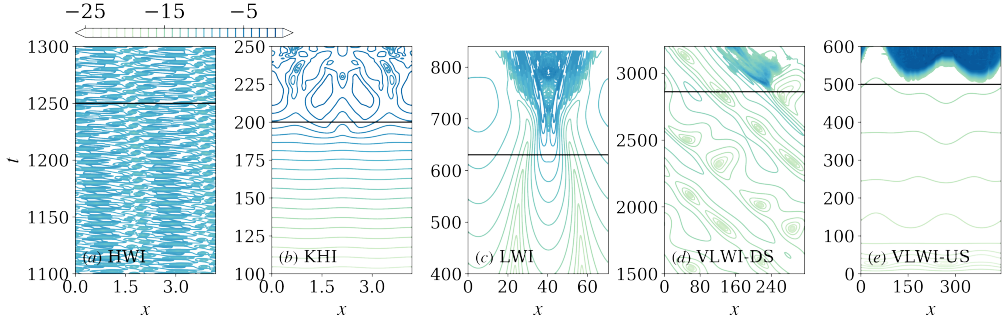 −25 −15 −5
1300 1250 1200 1150 1100
250 225 200 175 150 125 100
800 700 600 500 400
3000 2500 2000 1500
600 500 400 300 200 100 0
t
(a) HWI (b) KHI (c) LWI (d) VLWI-DS (e) VLWI-US
0.0 1.5 3.0 0.0 1.5 3.0 0 20 40 60 0 80 160 240 0 150 300 450
x x x x x